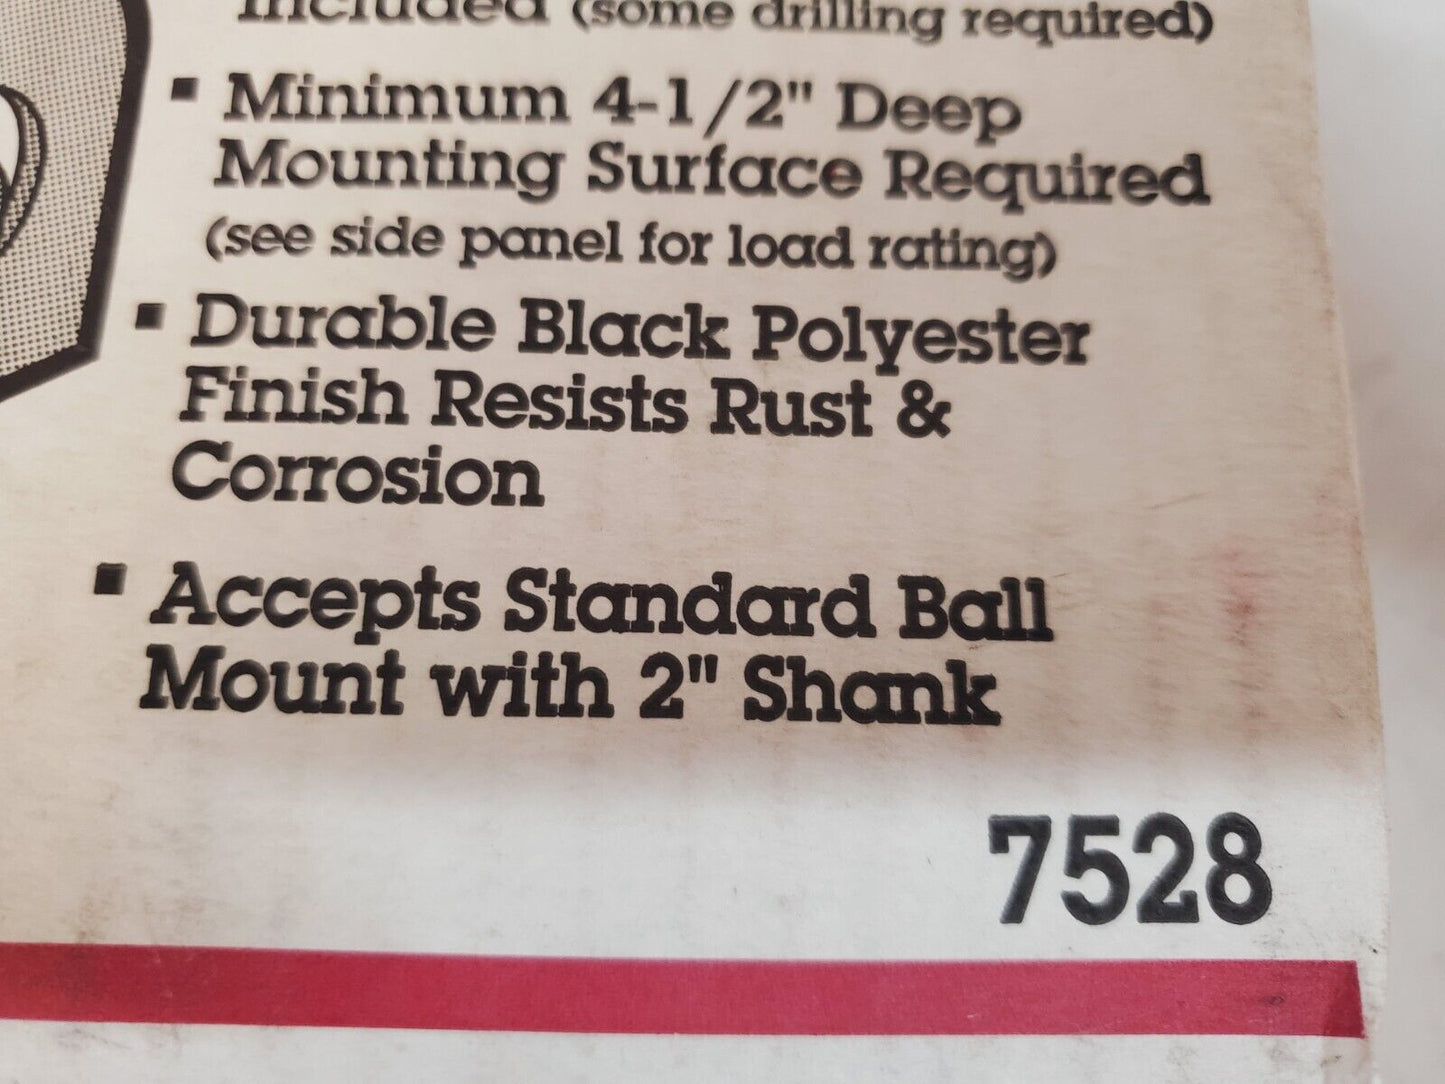 Included (some drilling required)
▪ Minimum 4-1/2" Deep
Mounting Surface Required
(see side panel for load rating)
▪ Durable Black Polyester
Finish Resists Rust &
Corrosion
▪ Accepts Standard Ball
Mount with 2" Shank
7528